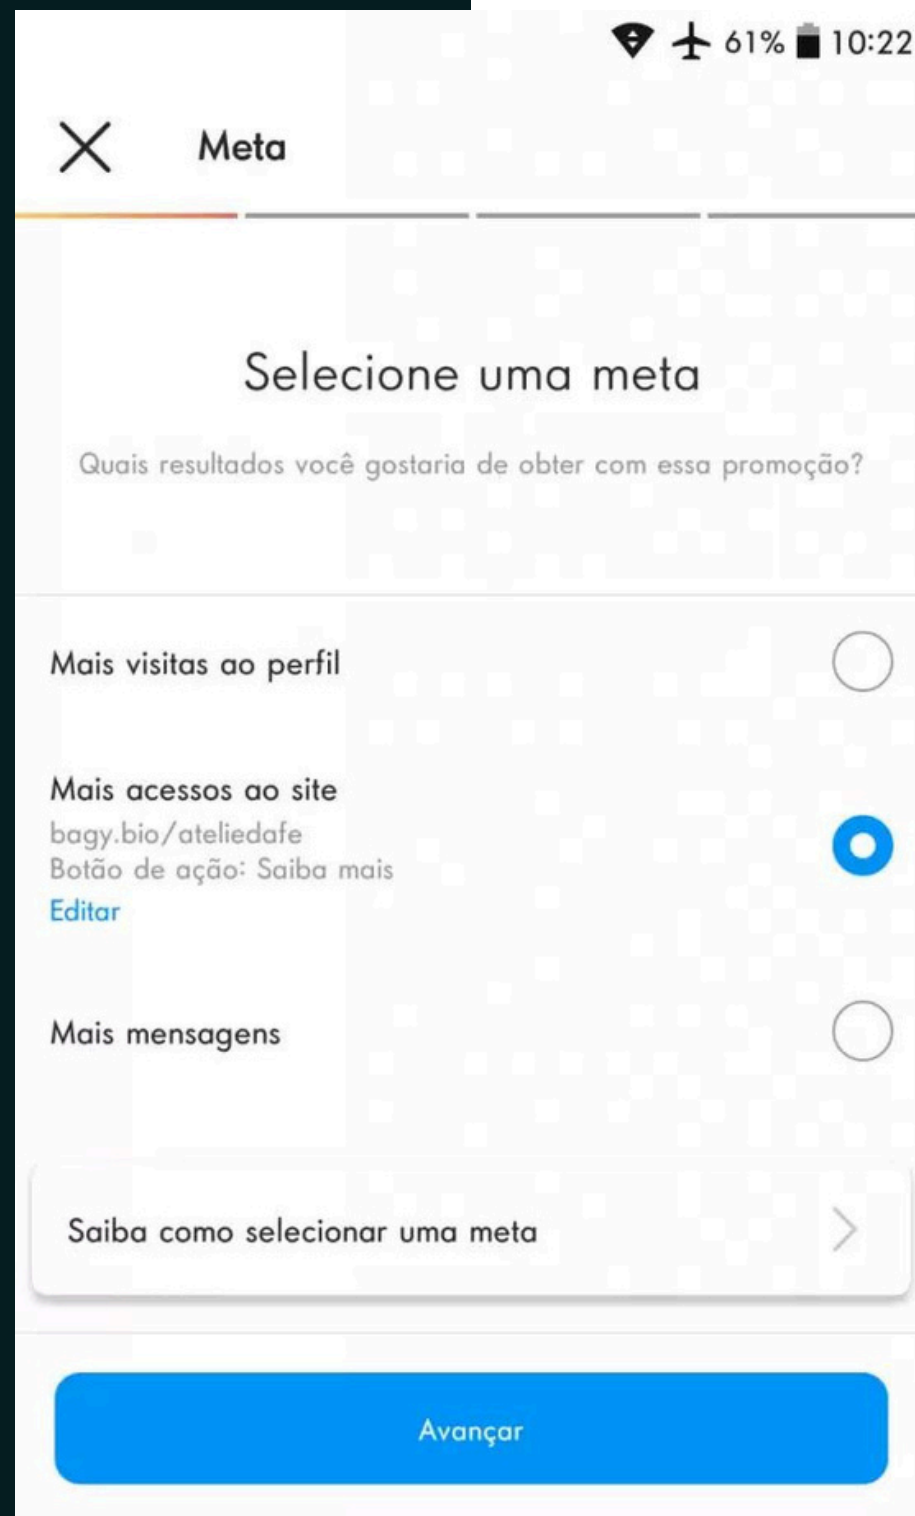 61% 10:22
Meta
Selecione uma meta
Quais resultados você gostaria de obter com essa promoção?
Mais visitas ao perfil
Mais acessos ao site
bagy.bio/ateliedafe
Botão de ação: Saiba mais
Editar
Mais mensagens
Saiba como selecionar uma meta
Avançar